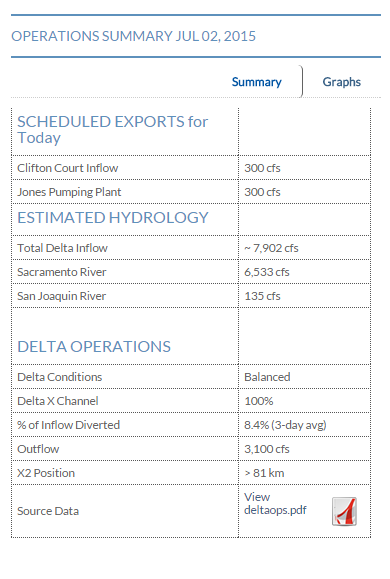 OPERATIONS SUMMARY JUL 02, 2015
Summary Graphs
SCHEDULED EXPORTS for
Today
Clifton Court Inflow 300 cfs
Jones Pumping Plant 300 cfs
ESTIMATED HYDROLOGY
Total Delta Inflow ~ 7,902 cfs
Sacramento River 6,533 cfs
San Joaquin River 135 cfs
DELTA OPERATIONS
Delta Conditions Balanced
Delta X Channel 100%
% of Inflow Diverted 8.4% (3-day avg)
Outflow 3,100 cfs
X2 Position > 81 km
Source Data View
deltaops.pdf